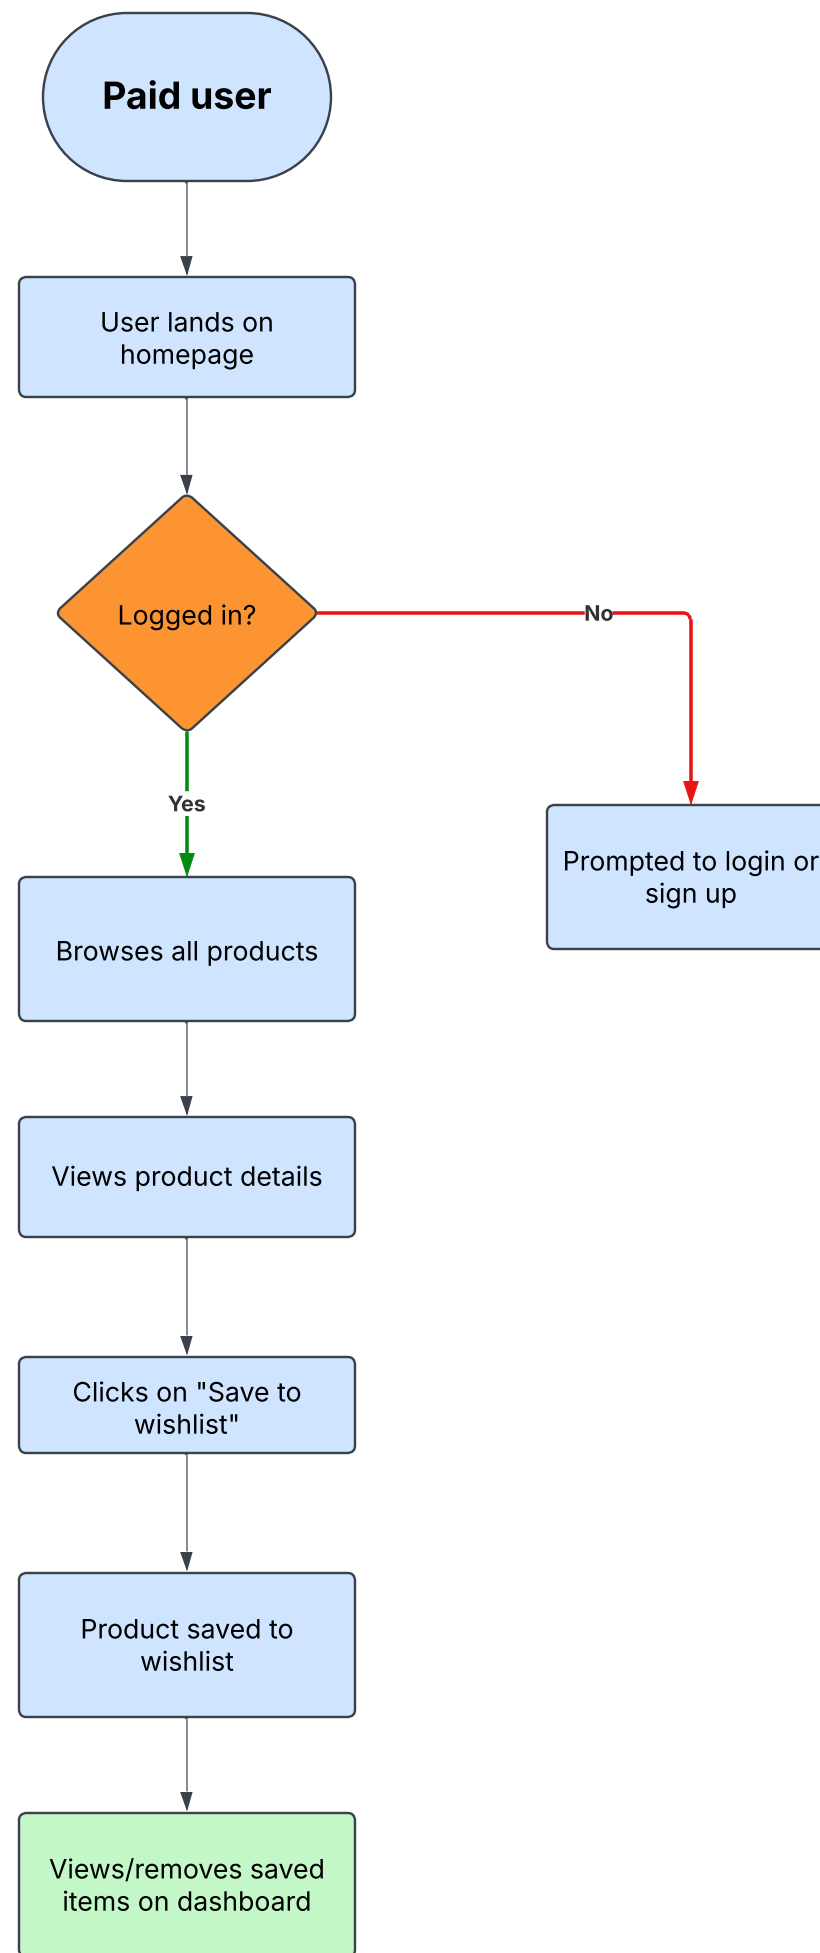 Paid user
User lands on
homepage
Logged in?
No
Yes
Prompted to login or
sign up
Browses all products
Views product details
Clicks on "Save to
wishlist"
Product saved to
wishlist
Views/removes saved
items on dashboard